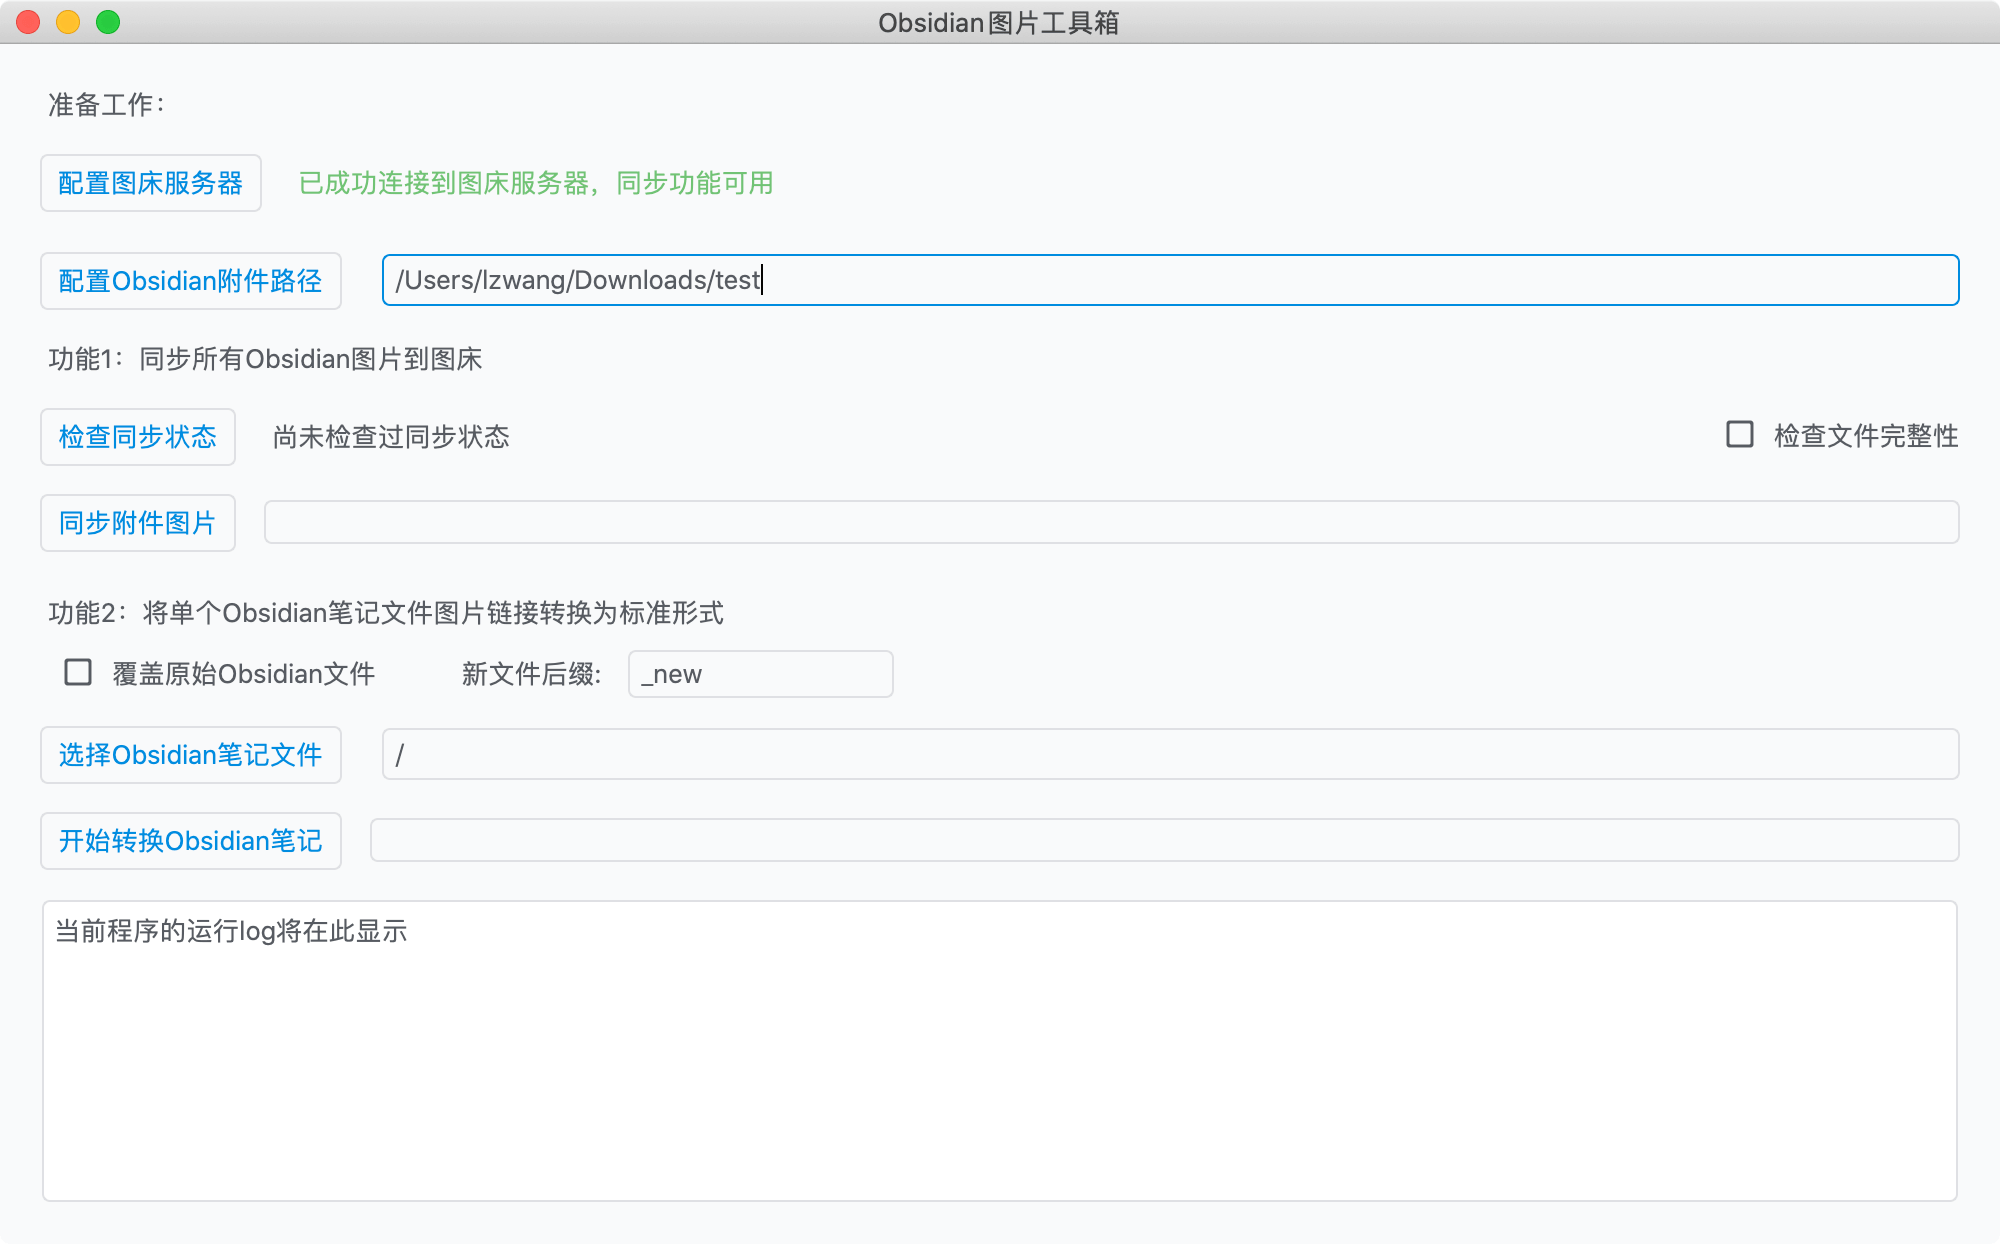 Obsidian图片工具箱
准备工作：
配置图床服务器 已成功连接到图床服务器，同步功能可用
配置Obsidian附件路径 /Users/lzwang/Downloads/test
功能1：同步所有Obsidian图片到图床
检查同步状态 尚未检查过同步状态 检查文件完整性
同步附件图片
功能2：将单个Obsidian笔记文件图片链接转换为标准形式
覆盖原始Obsidian文件 新文件后缀: _new
选择Obsidian笔记文件 /
开始转换Obsidian笔记
当前程序的运行log将在此显示